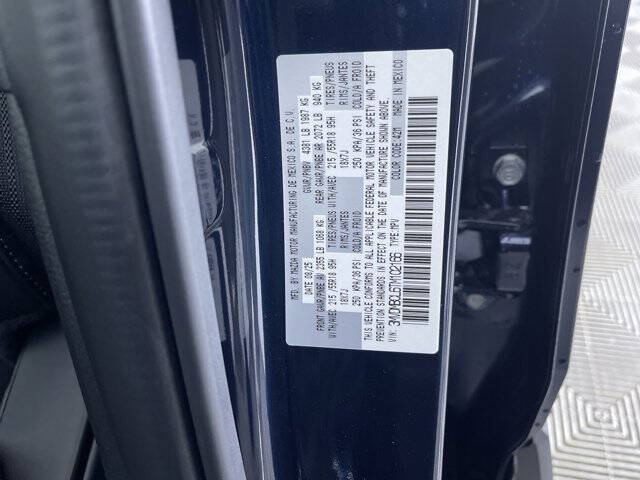 MFD. BY MAZDA MOTOR MANUFACTURING DE MEXICO S.A. DE C.V.
DATE 09/25 GVWR/PNBV 4381 LB 1987 KG
FRONT GAWR/PNBE AV 2355 LB 1068 KG REAR GAWR/PNBE AR 2072 LB 940 KG
WITH/AVEC 215/55R18 95H TIRES/PNEUS WITH/AVEC 215/55R18 95H TIRES/PNEUS
18X7J RIMS/JANTES 18X7J RIMS/JANTES
250 KPA/36 PSI COLD/A FROID 250 KPA/36 PSI COLD/A FROID
THIS VEHICLE CONFORMS TO ALL APPLICABLE FEDERAL MOTOR VEHICLE SAFETY AND THEFT
PREVENTION STANDARDS IN EFFECT ON THE DATE OF MANUFACTURE SHOWN ABOVE.
VIN: TYPE:MPV COLOR CODE:42M MADE IN MEXICO